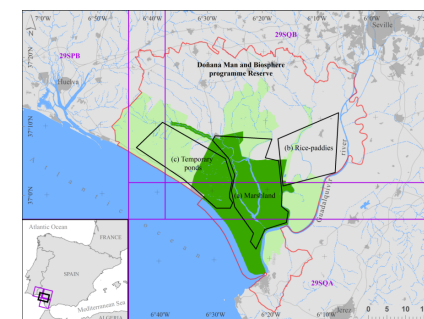 7°0'W 6°50'W 6°40'W 6°30'W 6°20'W 6°10'W 6°0'W
29SQB
Seville
N
29SPB
Doñana Man and Biosphere
programme Reserve
37°20'N
Huelva
37°10'N
(b) Rice-paddies
(c) Temporary
ponds
river
37°0'N
(a) Marshland
Guadalquivir
Atlantic Ocean
FRANCE
SPAIN
29SQA
Mediterranean Sea
ALGERIA
Jerez
6°40'W 6°30'W 6°20'W 6°10'W
0 5 10